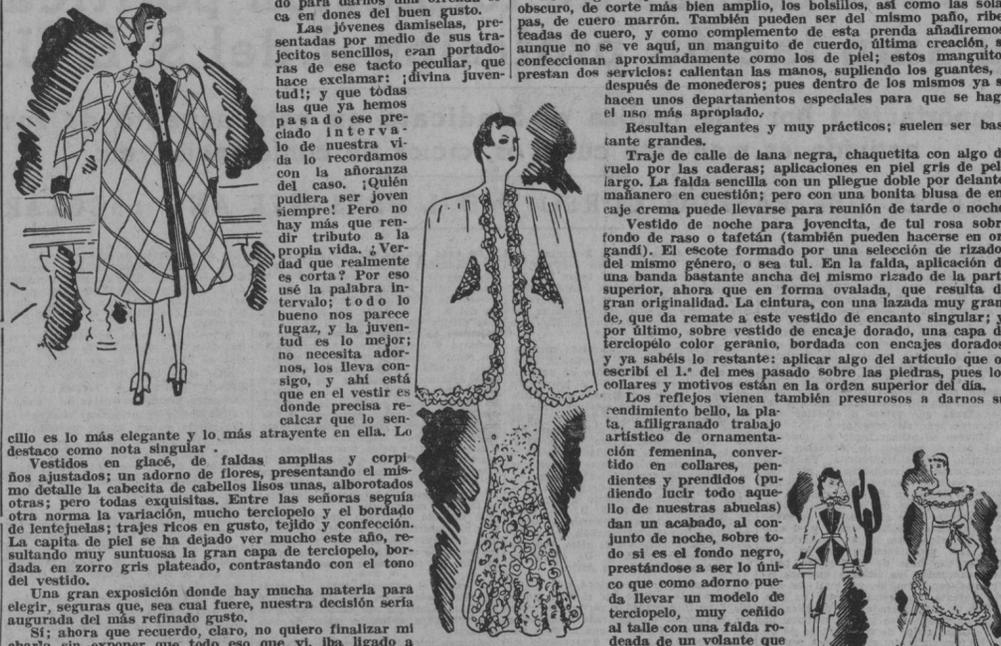 do para darnos una ofrenda
ca en dones del buen gusto.
Las jóvenes damiselas, pre-
sentadas por medio de sus tra-
jecitos sencillos, eran portado-
ras de ese tacto peculiar, que
hace exclamar: ¡divina juven-
tud!; y que todas
las que ya hemos
pasado ese pre-
ciado interva-
lo de nuestra vi-
da lo recordamos
con la añoranza
del caso. ¡Quién
pudiera ser joven
siempre! Pero no
hay más que ren-
dir tributo a la
propia vida. ¿Ver-
dad que realmente
es corta? Por eso
usé la palabra in-
tervalo; todo lo
bueno nos parece
fugaz, y la juven-
tud es lo mejor;
no necesita ador-
nos, los lleva con-
sigo, y ahí está
que en el vestir es
donde precisa re-
calcar que lo sen-
cillo es lo más elegante y lo más atrayente en ella. Lo
destaco como nota singular .
Vestidos en glacé, de faldas amplias y corpi-
ños ajustados; un adorno de flores, presentando el mis-
mo detalle la cabecita de cabellos lisos unas, alborotados
otras; pero todas exquisitas. Entre las señoras seguía
otra norma la variación, mucho terciopelo y el bordado
de lentejuelas; trajes ricos en gusto, tejido y confección.
La capita de piel se ha dejado ver mucho este año, re-
sultando muy suntuosa la gran capa de terciopelo, bor-
dada en zorro gris plateado, contrastando con el tono
del vestido.
Una gran exposición donde hay mucha materia para
elegir, seguras que, sea cual fuere, nuestra decisión sería
augurada del más refinado gusto.
Sí; ahora que recuerdo, claro, no quiero finalizar mi
charla sin exponer que todo eso que vi, iba ligado a
obscuro, de corte más bien amplio, los bolsillos, así como las sola
pas, de cuero marrón. También pueden ser del mismo paño, ribe
teadas de cuero, y como complemento de esta prenda añadiremos
aunque no se ve aquí, un manguito de cuerdo, última creación,
confeccionan aproximadamente como los de piel; estos manguito
prestan dos servicios: calientan las manos, supliendo los guantes,
después de monederos; pues dentro de los mismos ya s
hacen unos departamentos especiales para que se hag
el uso más apropiado.
Resultan elegantes y muy prácticos; suelen ser bas
tante grandes.
Traje de calle de lana negra, chaquetita con algo d
vuelo por las caderas; aplicaciones en piel gris de pel
largo. La falda sencilla con un pliegue doble por delante
mañanero en cuestión; pero con una bonita blusa de en
caje crema puede llevarse para reunión de tarde o noche
Vestido de noche para jovencita, de tul rosa sobr
fondo de raso o tafetán (también pueden hacerse en or
gandí). El escote formado por una selección de rizado
del mismo género, o sea tul. En la falda, aplicación d
una banda bastante ancha del mismo rizado de la part
superior, ahora que en forma ovalada, que resulta d
gran originalidad. La cintura, con una lazada muy gran
de, que da remate a este vestido de encanto singular; y
por último, sobre vestido de encaje dorado, una capa d
terciopelo color geranio, bordada con encajes dorados
y ya sabéis lo restante: aplicar algo del artículo que o
escribí el 1.º del mes pasado sobre las piedras, pues lo
collares y motivos están en la orden superior del día.
Los reflejos vienen también presurosos a darnos su
rendimiento bello, la pla-
ta, afiligranado trabajo
artístico de ornamenta-
ción femenina, conver-
tido en collares, pen-
dientes y prendidos (pu-
diendo lucir todo aque-
llo de nuestras abuelas)
dan un acabado, al con-
junto de noche, sobre to-
do si es el fondo negro,
prestándose a ser lo úni-
co que como adorno pue-
da llevar un modelo de
terciopelo, muy ceñido
al talle con una falda ro-
deada de un volante que